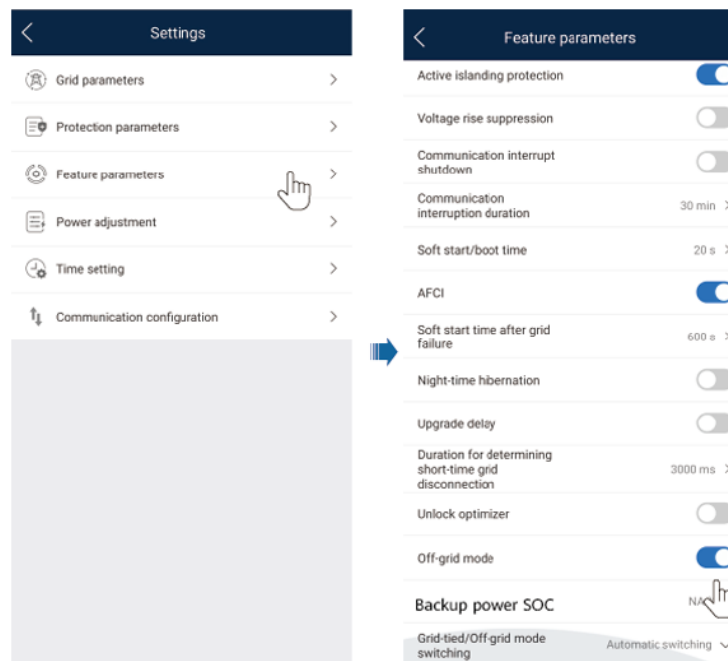 Settings
Grid parameters
Protection parameters
Feature parameters
Power adjustment
Time setting
Communication configuration
Feature parameters
Active islanding protection
Voltage rise suppression
Communication interrupt
shutdown
Communication
interruption duration
30 min
Soft start/boot time
20 s
AFCI
Soft start time after grid
failure
600 s
Night-time hibernation
Upgrade delay
Duration for determining
short-time grid
disconnection
3000 ms
Unlock optimizer
Off-grid mode
Backup power SOC
NA
Grid-tied/Off-grid mode
switching
Automatic switching